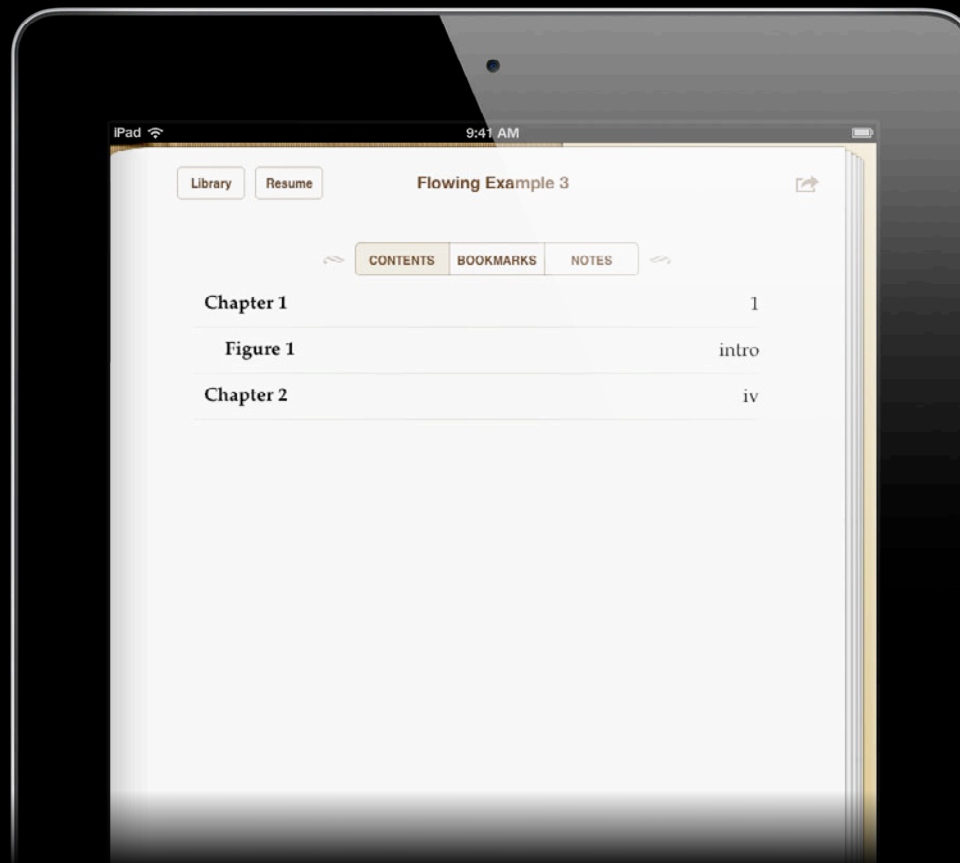 iPad 9:41 AM
Library Resume Flowing Example 3
CONTENTS BOOKMARKS NOTES
Chapter 1 1
Figure 1 intro
Chapter 2 iv